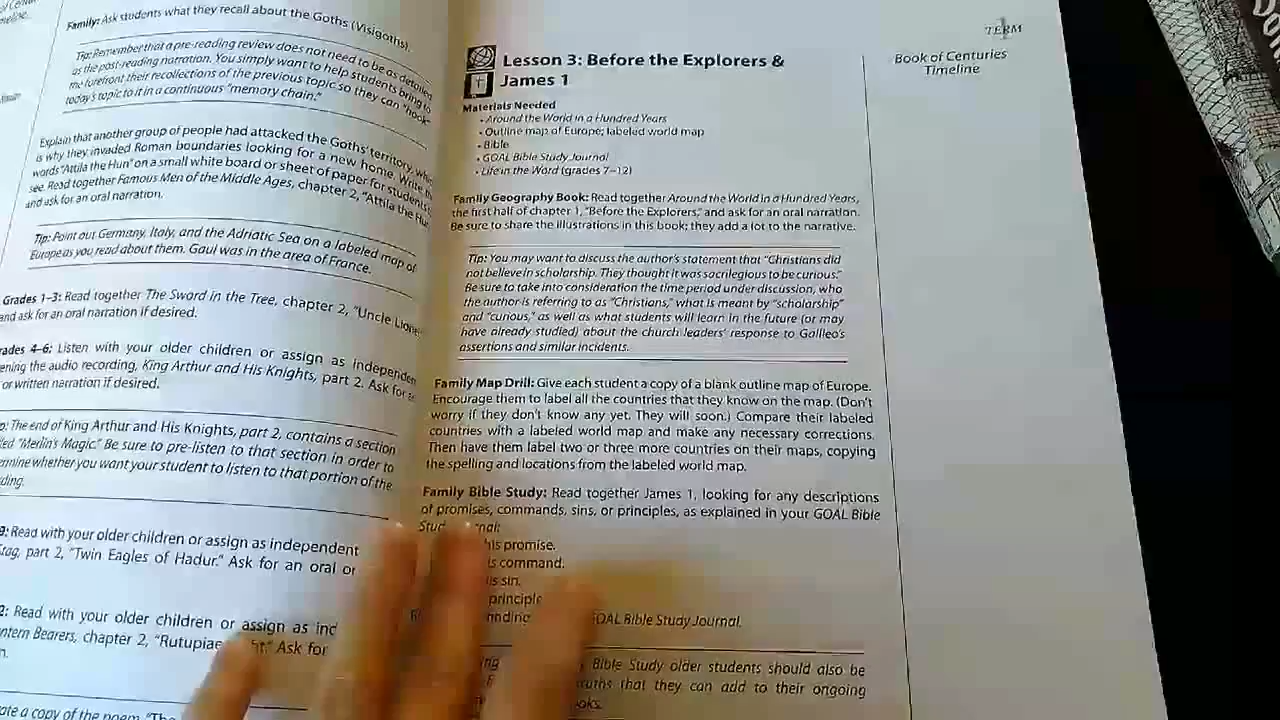 Family: Ask students what they recall about the Goths (Visigoths).
Tip: Remember that a pre-reading review does not need to be as detailed
as the post-reading narration. You simply want to help students bring to
the forefront their recollections of the previous topic so they can "hook"
today's topic to it in a continuous "memory chain."
Explain that another group of people had attacked the Goths' territory, which
is why they invaded Roman boundaries looking for a new home. Write the
words "Attila the Hun" on a small white board or sheet of paper for students
see. Read together Famous Men of the Middle Ages, chapter 2, "Attila the Hun
and ask for an oral narration.
Tip: Point out Germany, Italy, and the Adriatic Sea on a labeled map of
Europe as you read about them. Gaul was in the area of France.
Grades 1–3: Read together The Sword in the Tree, chapter 2, "Uncle
and ask for an oral narration if desired.
Grades 4–6: Listen with your older children or assign as
the audio recording, King Arthur and His Knights, part 2. Ask for
or written narration if desired.
The end of King Arthur and His Knights, part 2, contains a section
"Merlin's Magic." Be sure to pre-listen to that section in order to
whether you want your student to listen to that portion of the
Read with your older children or assign as independent
part 2, "Twin Eagles of Hadur." Ask for an oral or
Read with your older children or assign as
chapter 2, Ask for
a copy of the poem
TERM
1
Book of Centuries
Timeline
Lesson 3: Before the Explorers &
James 1
Materials Needed
• Around the World in a Hundred Years
• Outline map of Europe; labeled world map
• Bible
• GOAL Bible Study Journal
• Life in the Word (grades 7–12)
Family Geography Book: Read together Around the World in a Hundred Years,
the first half of chapter 1, "Before the Explorers," and ask for an oral narration.
Be sure to share the illustrations in this book; they add a lot to the narrative.
Tip: You may want to discuss the author's statement that "Christians did
not believe in scholarship. They thought it was sacrilegious to be curious."
Be sure to take into consideration the time period under discussion, who
the author is referring to as "Christians," what is meant by "scholarship"
and "curious," as well as what students will learn in the future (or may
have already studied) about the church leaders' response to Galileo's
assertions and similar incidents.
Family Map Drill: Give each student a copy of a blank outline map of Europe.
Encourage them to label all the countries that they know on the map. (Don't
worry if they don't know any yet. They will soon.) Compare their labeled
countries with a labeled world map and make any necessary corrections.
Then have them label two or three more countries on their maps, copying
the spelling and locations from the labeled world map.
Family Bible Study: Read together James 1, looking for any descriptions
of promises, commands, sins, or principles, as explained in your GOAL Bible
promise.
command.
sin.
principle
GOAL Bible Study Journal.
Bible Study older students should also be
that they can add to their ongoing